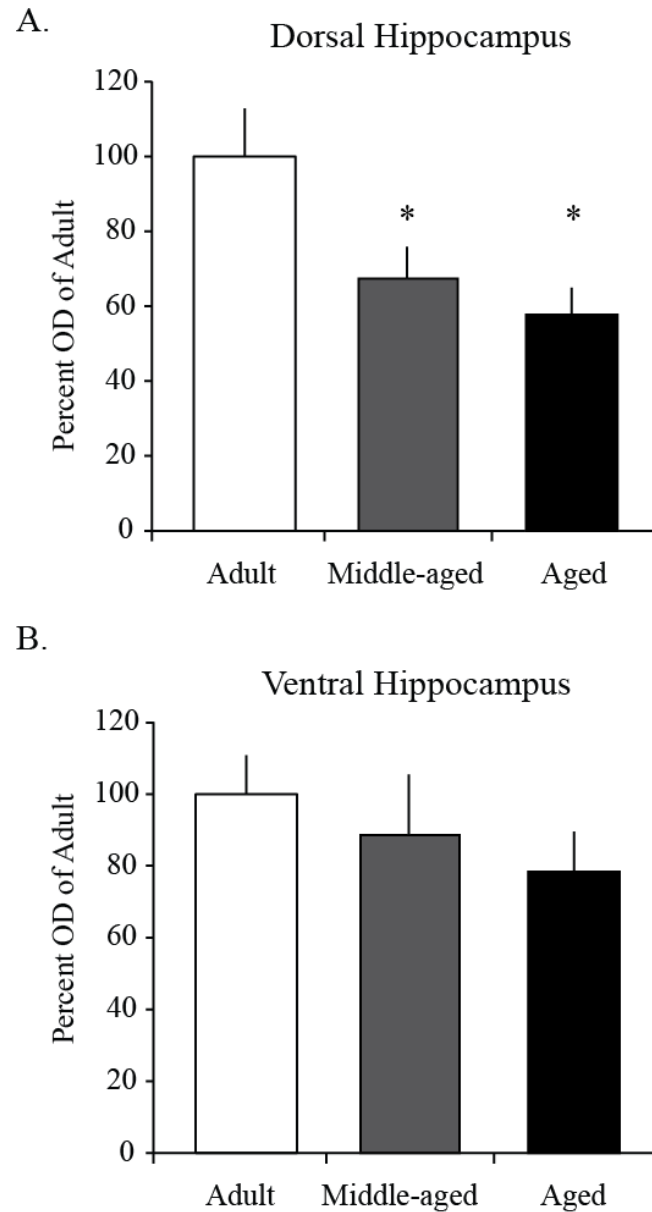 A.
Dorsal Hippocampus
Percent OD of Adult
120
100
80
60
40
20
0
*
*
Adult Middle-aged Aged
B.
Ventral Hippocampus
Percent OD of Adult
120
100
80
60
40
20
0
Adult Middle-aged Aged